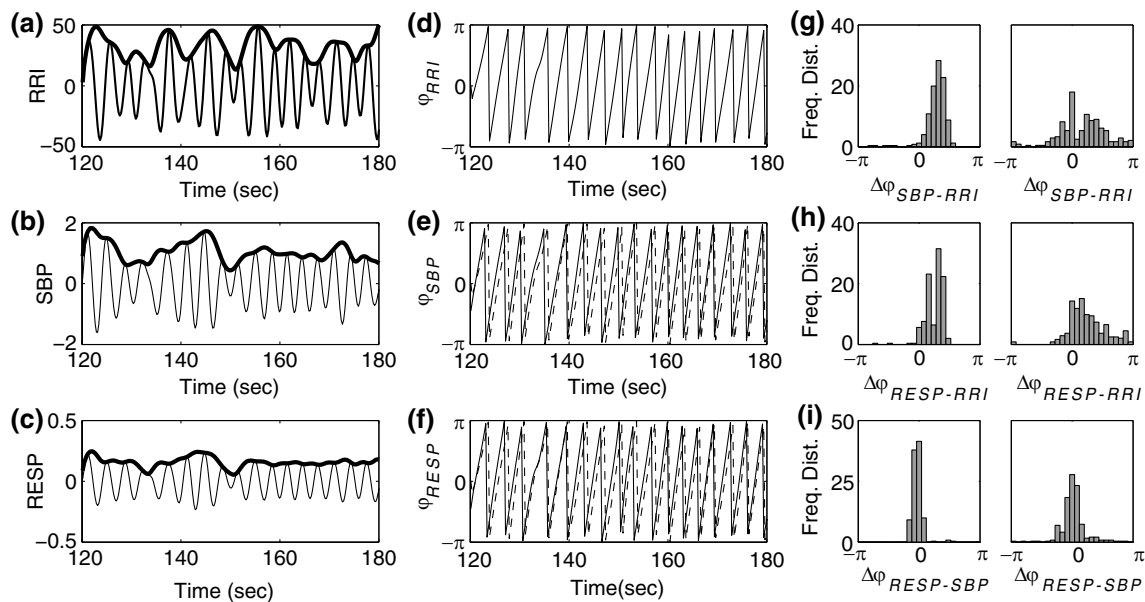 (a)
50
0
−50
RRI
120 140 160 180
Time (sec)
(b)
2
0
−2
SBP
120 140 160 180
Time (sec)
(c)
0.5
0
−0.5
RESP
120 140 160 180
Time (sec)
(d)
π
0
−π
φRRI
120 140 160 180
Time (sec)
(e)
π
0
−π
φSBP
120 140 160 180
Time (sec)
(f)
π
0
−π
φRESP
120 140 160 180
Time(sec)
(g)
40
20
0
Freq. Dist.
−π 0 π
ΔφSBP-RRI
−π 0 π
ΔφSBP-RRI
(h)
40
20
0
Freq. Dist.
−π 0 π
ΔφRESP-RRI
−π 0 π
ΔφRESP-RRI
(i)
50
25
0
Freq. Dist.
−π 0 π
ΔφRESP-SBP
−π 0 π
ΔφRESP-SBP